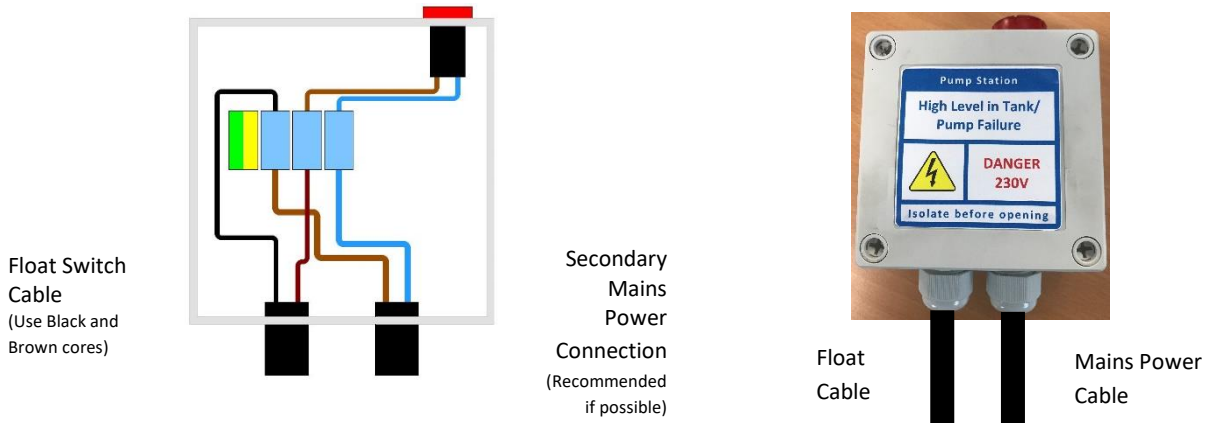 Float Switch
Cable
(Use Black and
Brown cores)
Secondary
Mains
Power
Connection
(Recommended
if possible)
Pump Station
High Level in Tank/
Pump Failure
DANGER
230V
Isolate before opening
Float
Cable
Mains Power
Cable